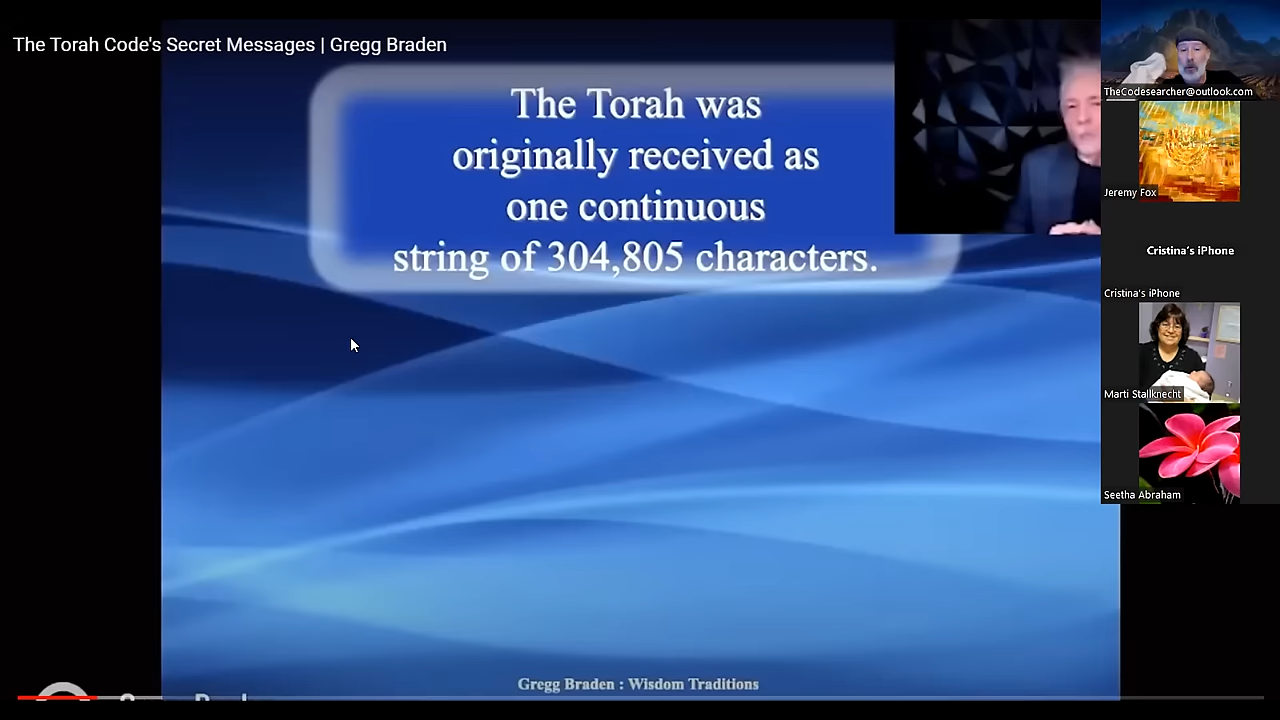 The Torah Code's Secret Messages | Gregg Braden
The Torah was
originally received as
one continuous
string of 304,805 characters.
Gregg Braden : Wisdom Traditions
TheCodesearcher@outlook.com
Jeremy Fox
Cristina's iPhone
Cristina's iPhone
Marti Stallknecht
Seetha Abraham